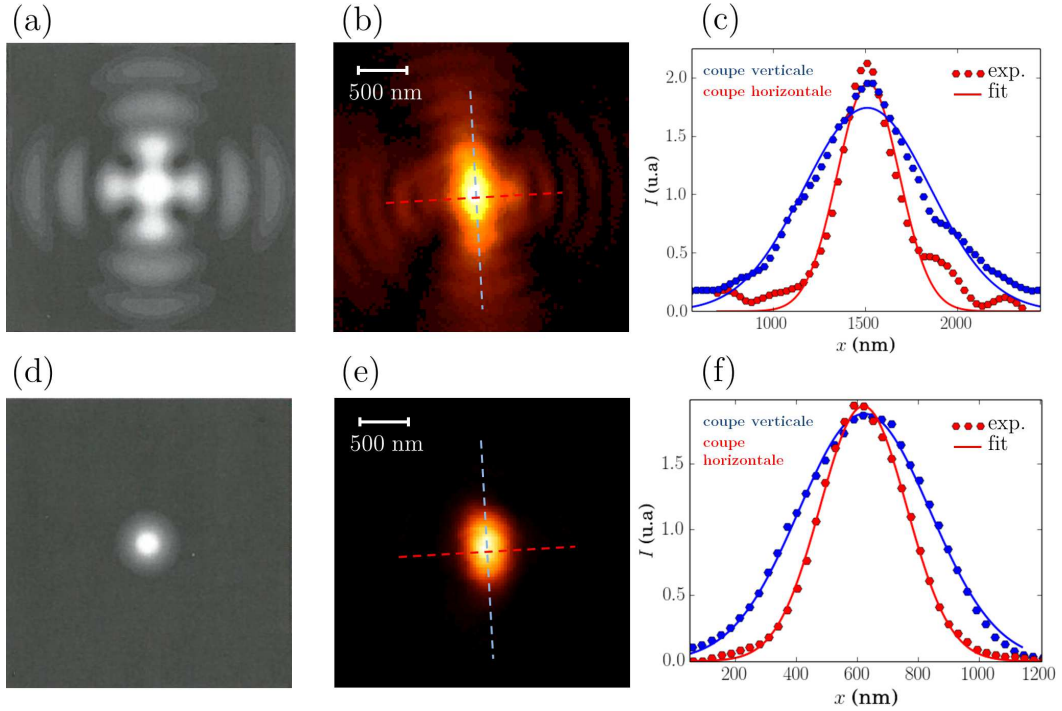 (a)
(b)
500 nm
(c)
coupe verticale
coupe horizontale
exp.
fit
2.0
1.5
1.0
0.5
0.0
I (u.a)
1000 1500 2000
x (nm)
(d)
(e)
500 nm
(f)
coupe verticale
coupe
horizontale
exp.
fit
1.5
1.0
0.5
0.0
I (u.a)
200 400 600 800 1000 1200
x (nm)